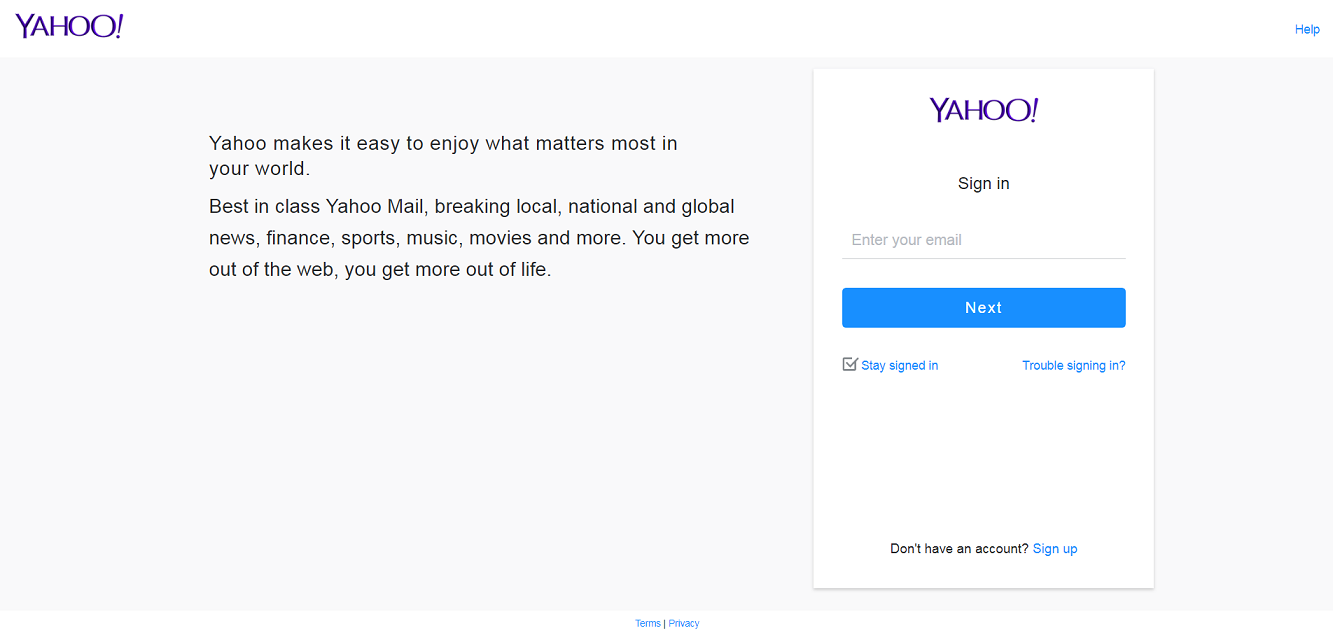 YAHOO!
Help
Yahoo makes it easy to enjoy what matters most in
your world.
Best in class Yahoo Mail, breaking local, national and global
news, finance, sports, music, movies and more. You get more
out of the web, you get more out of life.
YAHOO!
Sign in
Enter your email
Next
Stay signed in
Trouble signing in?
Don't have an account? Sign up
Terms | Privacy